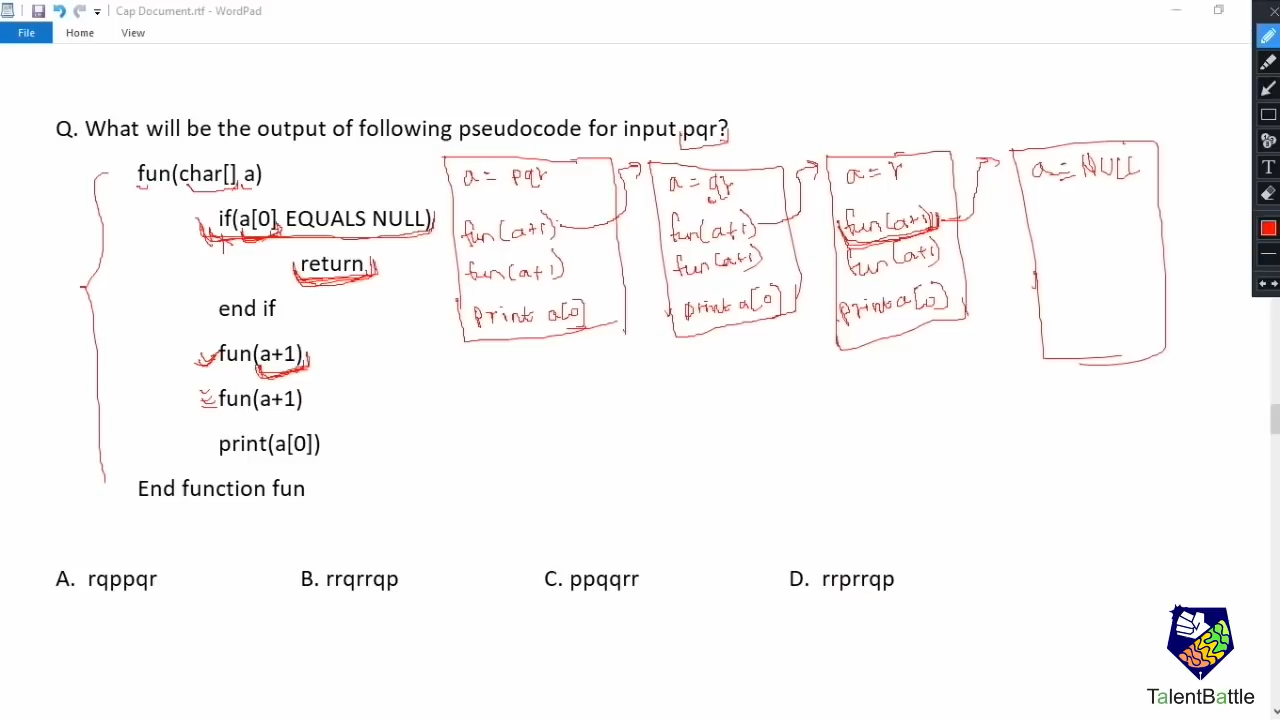 Cap Document.rtf - WordPad
File Home View
Q. What will be the output of following pseudocode for input pqr?
fun(char[] a)
if(a[0] EQUALS NULL)
return
end if
fun(a+1)
fun(a+1)
print(a[0])
End function fun
a = pqr
fun(a+1)
fun(a+1)
print a[0]
a = qr
fun(a+1)
fun(a+1)
print a[0]
a = r
fun(a+1)
fun(a+1)
print a[0]
a = NULL
A. rqppqr
B. rrqrrqp
C. ppqqrr
D. rrprrqp
T
TalentBattle